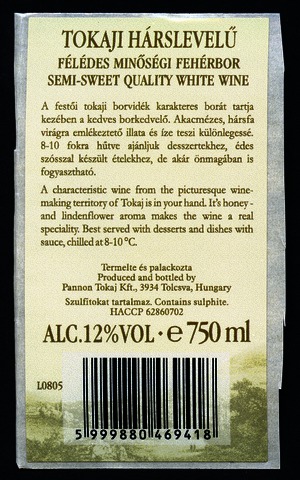 TOKAJI HÁRSLEVELŰ
FÉLÉDES MINŐSÉGI FEHÉRBOR
SEMI-SWEET QUALITY WHITE WINE
A festői tokaji borvidék karakteres borát tartja
kezében a kedves borkedvelő. Akacmézes, hársfa
virágra emlékeztető illata és íze teszi különlegessé.
8-10 fokra hűtve ajánljuk desszertekhez, édes
szósszal készült ételekhez, de akár önmagában is
fogyasztható.
A characteristic wine from the picturesque wine-
making territory of Tokaj is in your hand. It's honey -
and lindenflower aroma makes the wine a real
speciality. Best served with desserts and dishes with
sauce, chilled at 8-10 °C.
Termelte és palackozta
Produced and bottled by
Pannon Tokaj Kft., 3934 Tolcsva, Hungary
Szulfitokat tartalmaz. Contains sulphite.
HACCP 62860702
ALC.12%VOL · e 750 ml
L0805
5 999880 469418